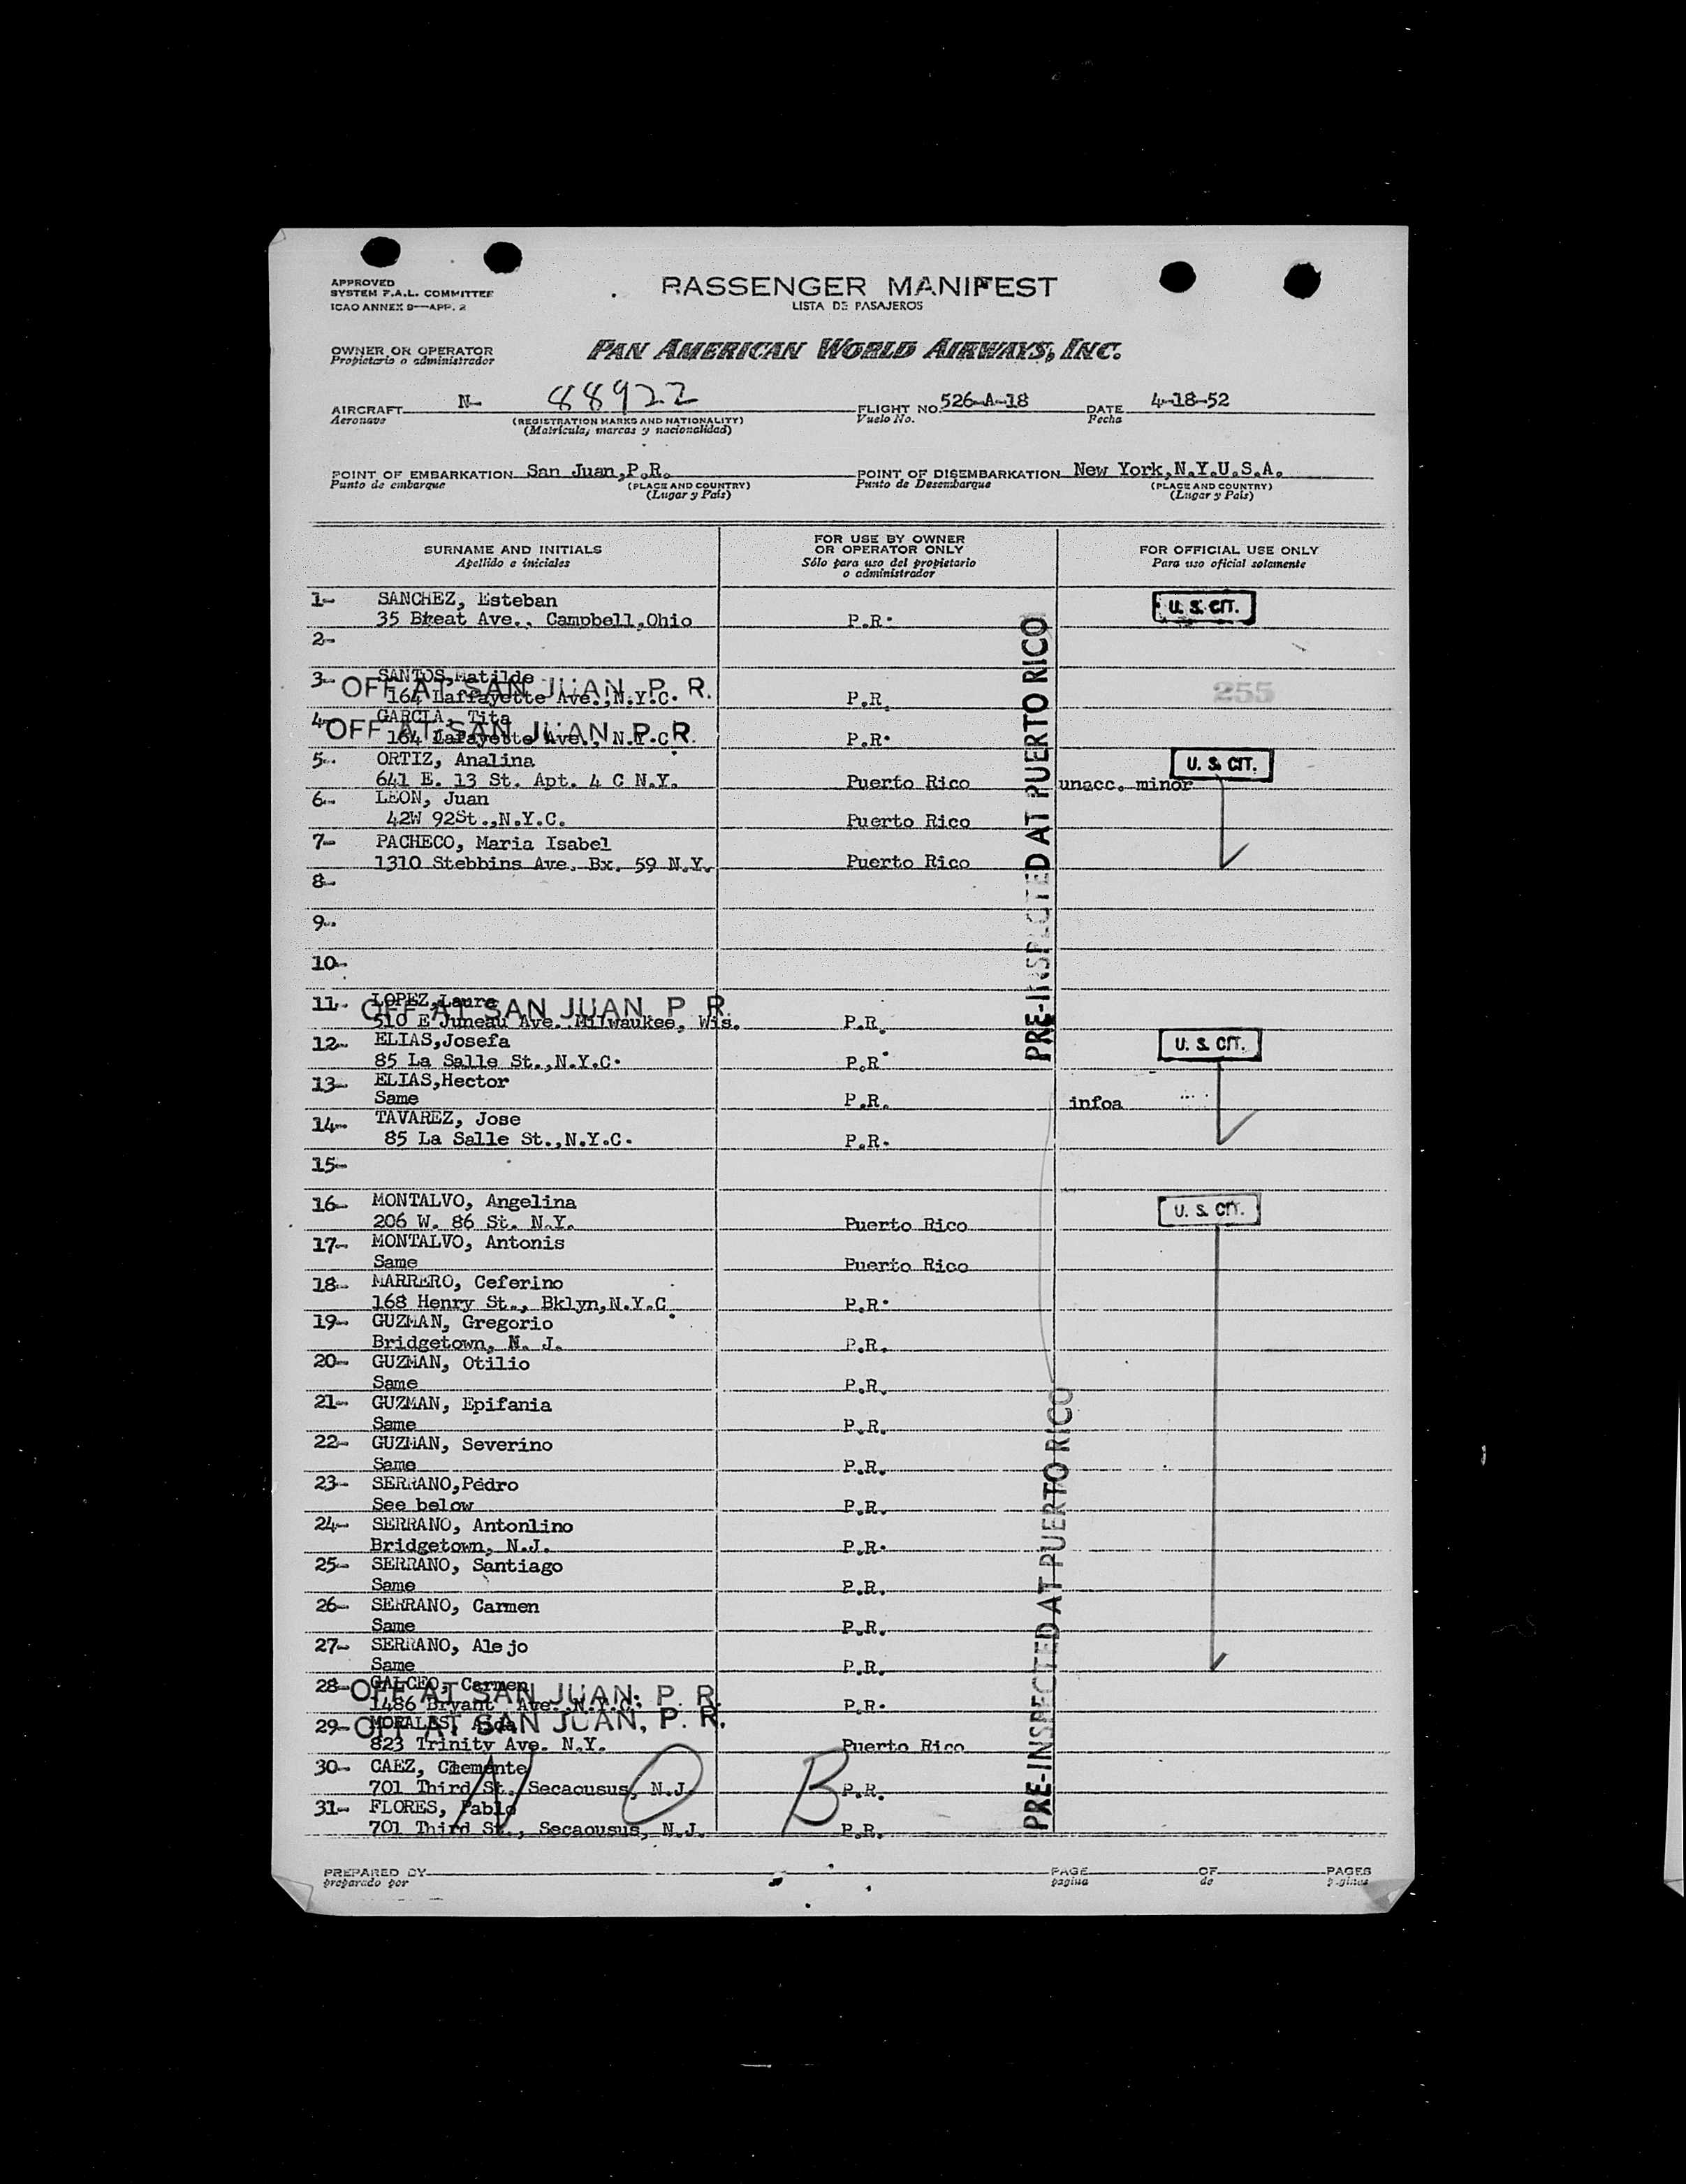 APPROVED
SYSTEM F.A.L. COMMITTEE
ICAO ANNEX 9—APP. 2
PASSENGER MANIFEST
LISTA DE PASAJEROS
OWNER OR OPERATOR
Propietario o administrador
PAN AMERICAN WORLD AIRWAYS, INC.
AIRCRAFT N- 88922 FLIGHT NO. 526-A-18 DATE 4-18-52
Aeronave (REGISTRATION MARKS AND NATIONALITY) Vuelo No. Fecha
(Matrícula, marcas y nacionalidad)
POINT OF EMBARKATION San Juan,P.R. POINT OF DISEMBARKATION New York,N.Y.U.S.A.
Punto de embarque (PLACE AND COUNTRY) Punto de Desembarque (PLACE AND COUNTRY)
(Lugar y País) (Lugar y País)
SURNAME AND INITIALS
Apellido e iniciales
FOR USE BY OWNER
OR OPERATOR ONLY
Sólo para uso del propietario
o administrador
FOR OFFICIAL USE ONLY
Para uso oficial solamente
1- SANCHEZ, Esteban U. S. CIT.
35 Ave., Campbell,Ohio P.R.
2-
3- SANTOS,Matilde
OFF AT SAN JUAN, P. R. 255
164 Laffayette Ave.,N.Y.C. P.R.
4- GARCIA, Tita
OFF AT SAN JUAN, P. R.
164 Lafayette Ave., N.Y.C. P.R.
5- ORTIZ, Analina U. S. CIT.
641 E. 13 St. Apt. 4 C N.Y. Puerto Rico unacc. minor
6- LEON, Juan
42W 92St.,N.Y.C. Puerto Rico
7- PACHECO, Maria Isabel
1310 Stebbins Ave. Bx. 59 N.Y. Puerto Rico
8-
9-
10-
PRE-INSPECTED AT PUERTO RICO
11- LOPEZ,Laura
OFF AT SAN JUAN, P. R.
510 E Juneau Ave. Milwaukee, Wis. P.R.
12- ELIAS,Josefa U. S. CIT.
85 La Salle St.,N.Y.C. P.R.
13- ELIAS,Hector
Same P.R. infoa
14- TAVAREZ, Jose
85 La Salle St.,N.Y.C. P.R.
15-
16- MONTALVO, Angelina U. S. CIT.
206 W. 86 St. N.Y. Puerto Rico
17- MONTALVO, Antonis
Same Puerto Rico
18- MARRERO, Ceferino
168 Henry St., Bklyn,N.Y.C. P.R.
19- GUZMAN, Gregorio
Bridgetown, N. J. P.R.
20- GUZMAN, Otilio
Same P.R.
21- GUZMAN, Epifania
Same P.R.
22- GUZMAN, Severino
Same P.R.
23- SERRANO,Pedro
See below P.R.
24- SERRANO, Antonlino
Bridgetown, N.J. P.R.
25- SERRANO, Santiago
Same P.R.
26- SERRANO, Carmen
Same P.R.
27- SERRANO, Alejo
Same P.R.
28- Carmen
OFF AT SAN JUAN, P. R.
1486 Bryant Ave. N.Y.C. P.R.
29- MORALES, Aida
OFF AT SAN JUAN, P. R.
823 Trinity Ave. N.Y. Puerto Rico
30- CAEZ, Clemente
701 Third St. Secaousus, N.J. P.R.
N O B
31- FLORES, Pablo
701 Third St., Secaousus, N.J. P.R.
PRE-INSPECTED AT PUERTO RICO
PREPARED BY PAGE OF PAGES
preparado por pagina de paginas